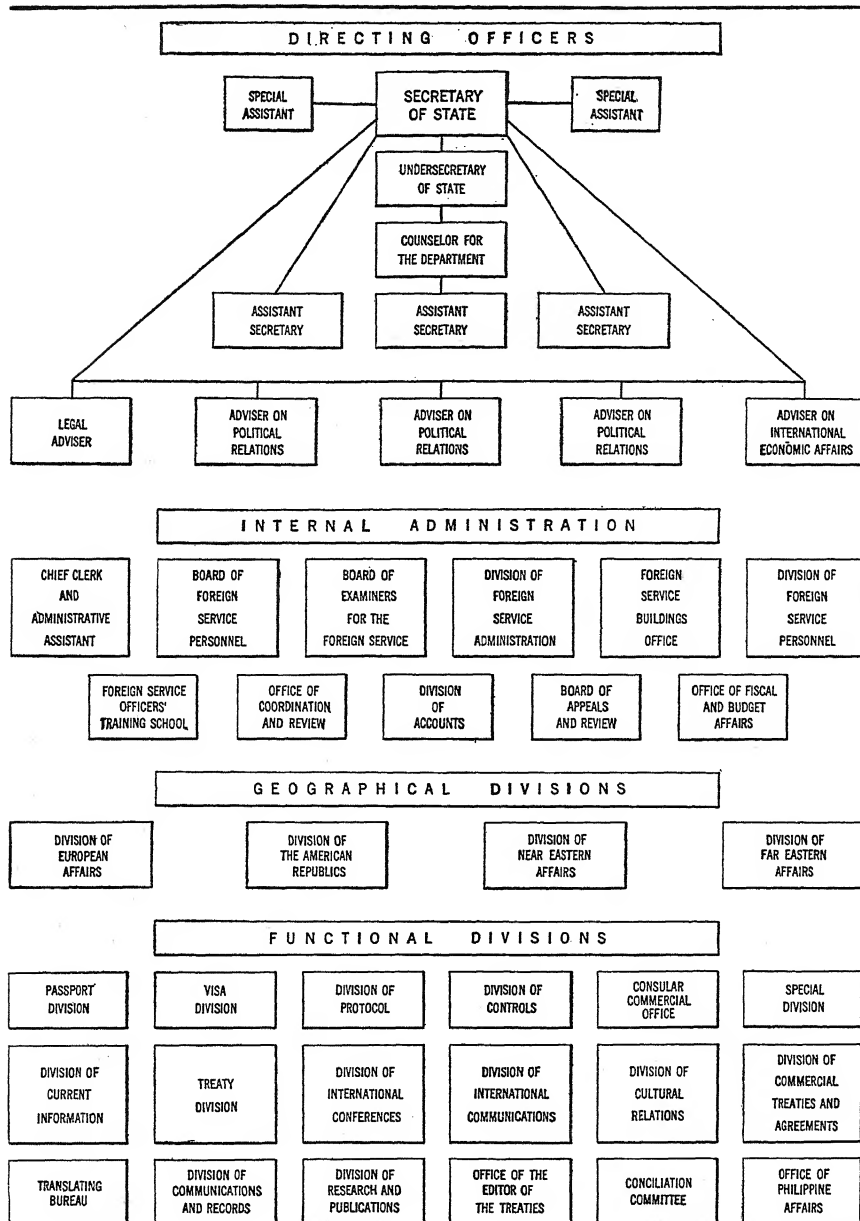 DIRECTING OFFICERS
SPECIAL
ASSISTANT
SECRETARY
OF STATE
SPECIAL
ASSISTANT
UNDERSECRETARY
OF STATE
COUNSELOR FOR
THE DEPARTMENT
ASSISTANT
SECRETARY
ASSISTANT
SECRETARY
ASSISTANT
SECRETARY
LEGAL
ADVISER
ADVISER ON
POLITICAL
RELATIONS
ADVISER ON
POLITICAL
RELATIONS
ADVISER ON
POLITICAL
RELATIONS
ADVISER ON
INTERNATIONAL
ECONOMIC AFFAIRS
INTERNAL ADMINISTRATION
CHIEF CLERK
AND
ADMINISTRATIVE
ASSISTANT
BOARD OF
FOREIGN
SERVICE
PERSONNEL
BOARD OF
EXAMINERS
FOR THE
FOREIGN SERVICE
DIVISION OF
FOREIGN
SERVICE
ADMINISTRATION
FOREIGN
SERVICE
BUILDINGS
OFFICE
DIVISION OF
FOREIGN
SERVICE
PERSONNEL
FOREIGN SERVICE
OFFICERS'
TRAINING SCHOOL
OFFICE OF
COORDINATION
AND REVIEW
DIVISION
OF
ACCOUNTS
BOARD OF
APPEALS
AND REVIEW
OFFICE OF FISCAL
AND BUDGET
AFFAIRS
GEOGRAPHICAL DIVISIONS
DIVISION OF
EUROPEAN
AFFAIRS
DIVISION OF
THE AMERICAN
REPUBLICS
DIVISION OF
NEAR EASTERN
AFFAIRS
DIVISION OF
FAR EASTERN
AFFAIRS
FUNCTIONAL DIVISIONS
PASSPORT
DIVISION
VISA
DIVISION
DIVISION OF
PROTOCOL
DIVISION OF
CONTROLS
CONSULAR
COMMERCIAL
OFFICE
SPECIAL
DIVISION
DIVISION OF
CURRENT
INFORMATION
TREATY
DIVISION
DIVISION OF
INTERNATIONAL
CONFERENCES
DIVISION OF
INTERNATIONAL
COMMUNICATIONS
DIVISION OF
CULTURAL
RELATIONS
DIVISION OF
COMMERCIAL
TREATIES AND
AGREEMENTS
TRANSLATING
BUREAU
DIVISION OF
COMMUNICATIONS
AND RECORDS
DIVISION OF
RESEARCH AND
PUBLICATIONS
OFFICE OF THE
EDITOR OF
THE TREATIES
CONCILIATION
COMMITTEE
OFFICE OF
PHILIPPINE
AFFAIRS